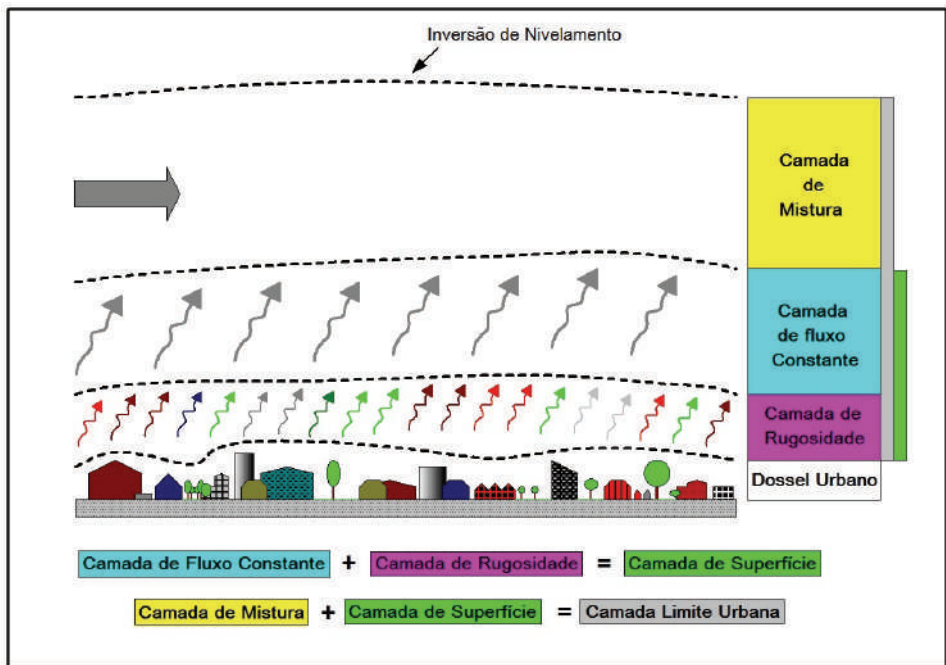 Inversão de Nivelamento
Camada
de
Mistura
Camada
de fluxo
Constante
Camada de
Rugosidade
Dossel Urbano
Camada de Fluxo Constante + Camada de Rugosidade = Camada de Superfície
Camada de Mistura + Camada de Superfície = Camada Limite Urbana